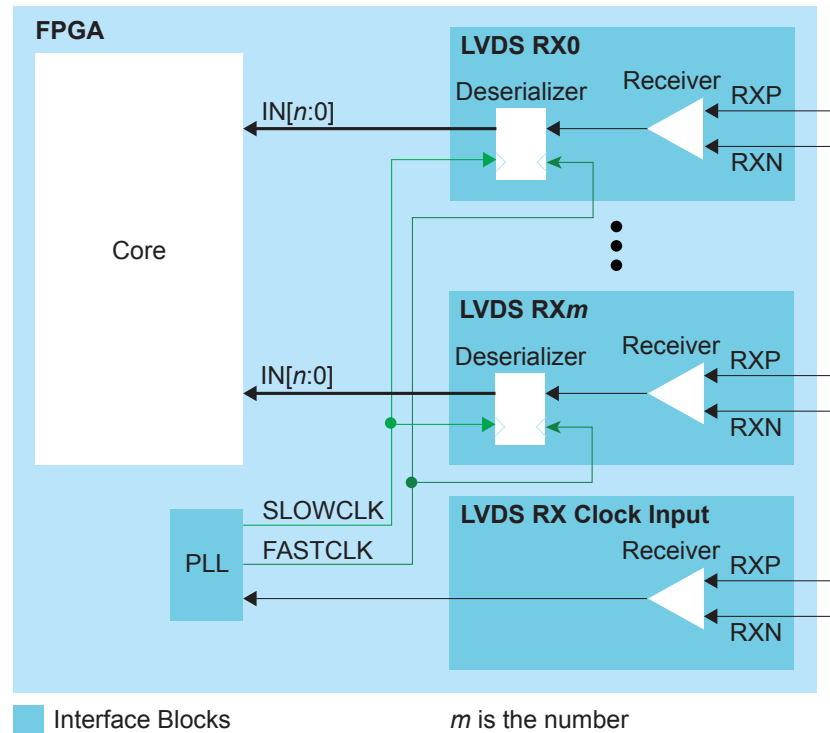 FPGA
LVDS RX0
Deserializer
Receiver
RXP
RXN
IN[n:0]
Core
LVDS RXm
Deserializer
Receiver
RXP
RXN
IN[n:0]
SLOWCLK
FASTCLK
PLL
LVDS RX Clock Input
Receiver
RXP
RXN
Interface Blocks
m is the number